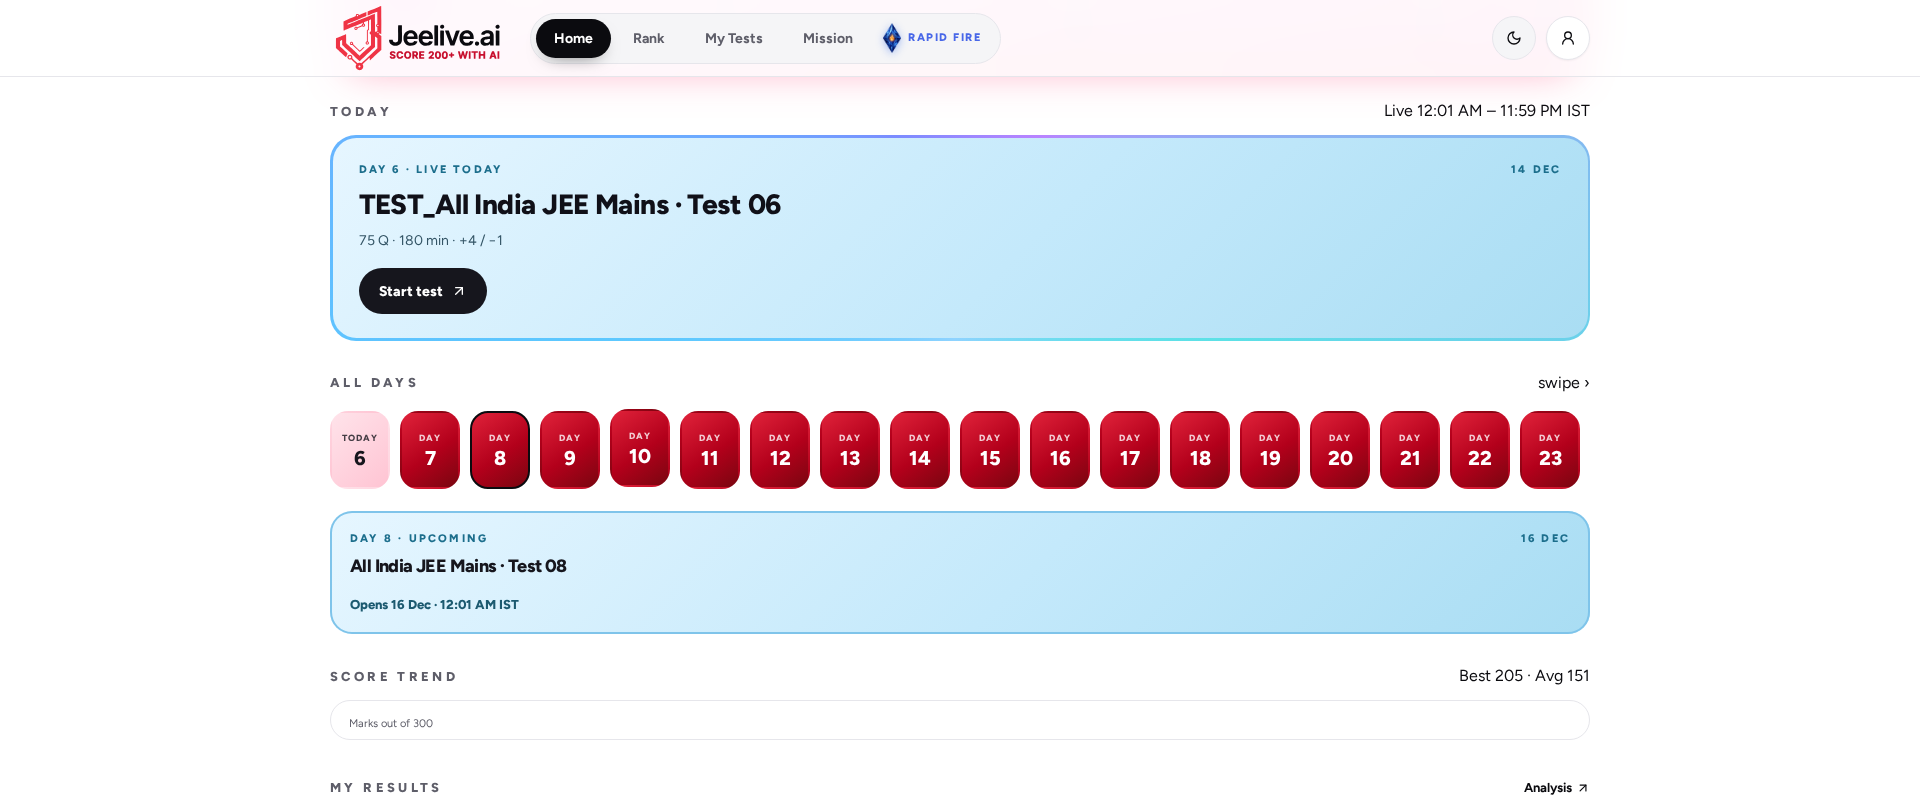 Jeelive.ai
SCORE 200+ WITH AI
Home Rank My Tests Mission RAPID FIRE
TODAY Live 12:01 AM – 11:59 PM IST
DAY 6 · LIVE TODAY 14 DEC
TEST_All India JEE Mains · Test 06
75 Q · 180 min · +4 / −1
Start test
ALL DAYS swipe ›
TODAY DAY DAY DAY DAY DAY DAY DAY DAY DAY DAY DAY DAY DAY DAY DAY DAY DAY
6 7 8 9 10 11 12 13 14 15 16 17 18 19 20 21 22 23
DAY 8 · UPCOMING 16 DEC
All India JEE Mains · Test 08
Opens 16 Dec · 12:01 AM IST
SCORE TREND Best 205 · Avg 151
Marks out of 300
MY RESULTS Analysis